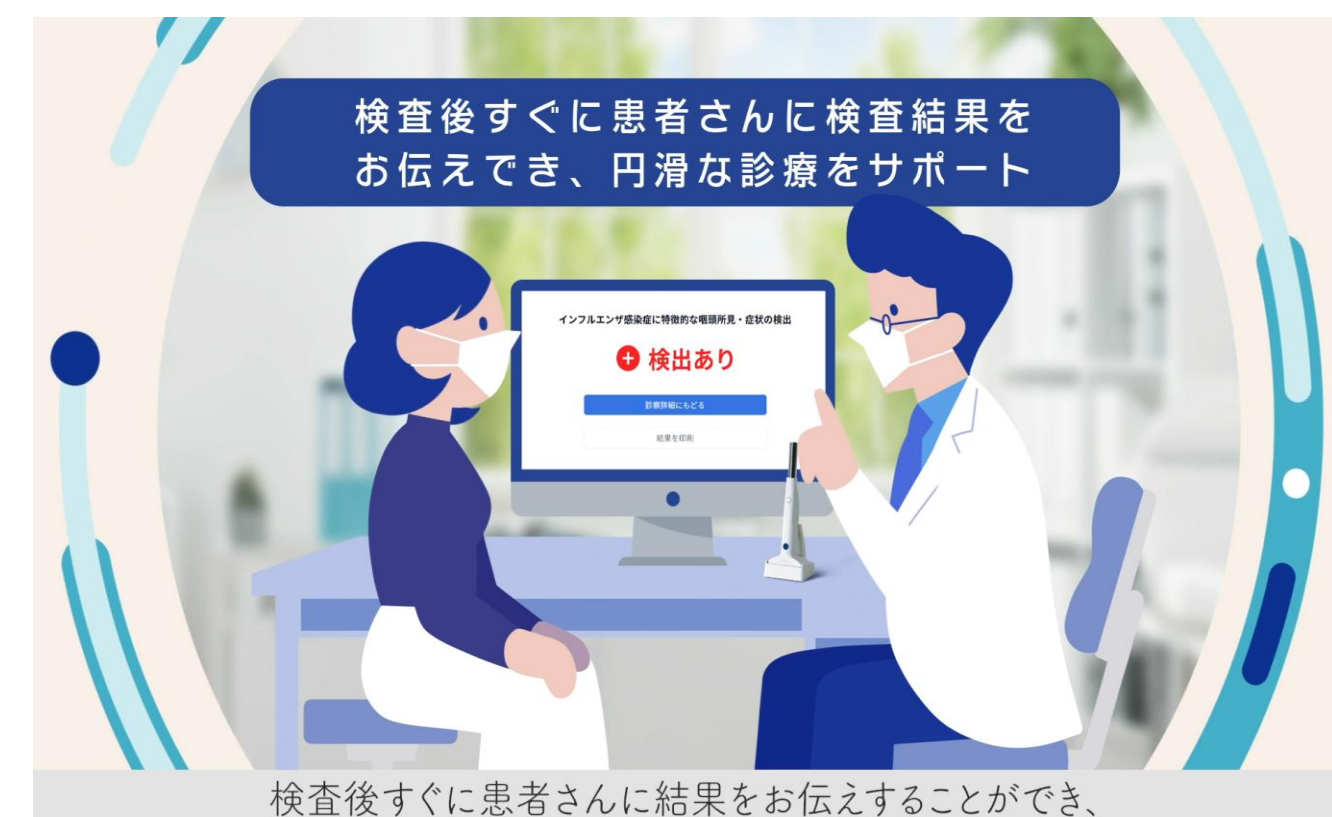 検査後すぐに患者さんに検査結果を
お伝えでき、円滑な診療をサポート
インフルエンザ感染症に特徴的な咽頭所見・症状の検出
検出あり
診察詳細にもどる
結果を印刷
検査後すぐに患者さんに結果をお伝えすることができ、